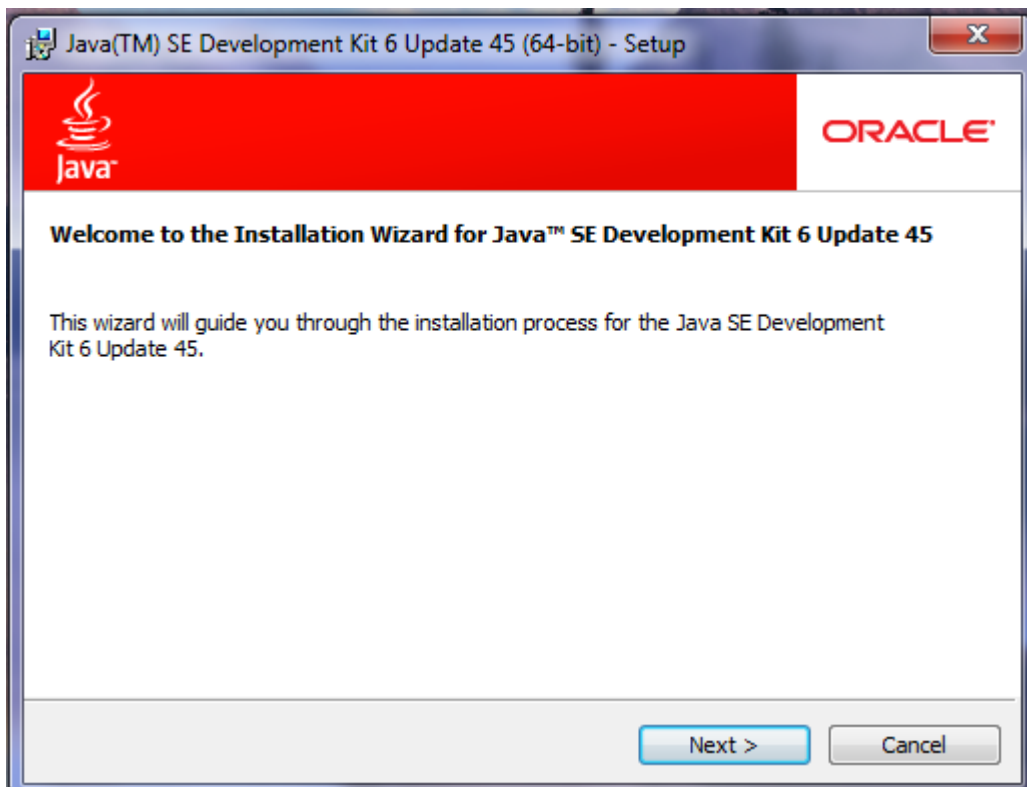 Java(TM) SE Development Kit 6 Update 45 (64-bit) - Setup
Java™
ORACLE®
Welcome to the Installation Wizard for Java™ SE Development Kit 6 Update 45
This wizard will guide you through the installation process for the Java SE Development
Kit 6 Update 45.
Next >
Cancel